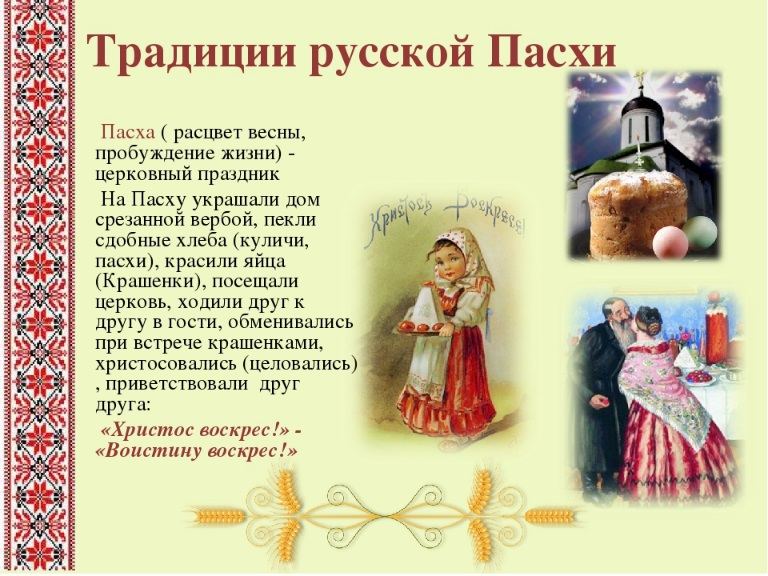 Традиции русской Пасхи
Пасха ( расцвет весны,
пробуждение жизни) -
церковный праздник
На Пасху украшали дом
срезанной вербой, пекли
сдобные хлеба (куличи,
пасхи), красили яйца
(Крашенки), посещали
церковь, ходили друг к
другу в гости, обменивались
при встрече крашенками,
христосовались (целовались)
, приветствовали  друг
друга:
«Христос воскрес!» -
«Воистину воскрес!»
Христосъ Воскресе!